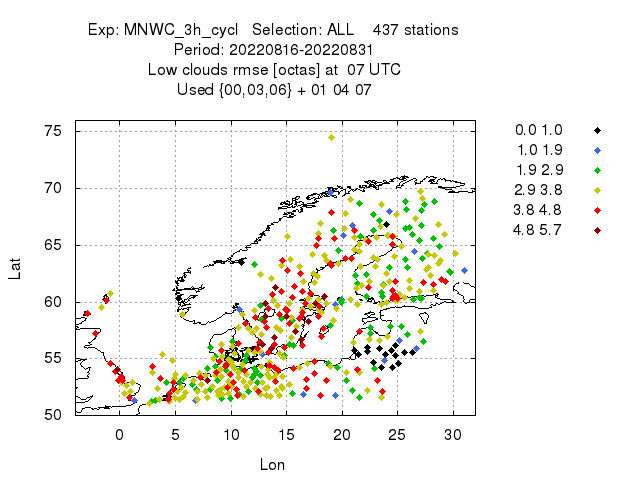 Exp: MNWC_3h_cycl   Selection: ALL    437 stations
Period: 20220816-20220831
Low clouds rmse [octas] at  07 UTC
Used {00,03,06} + 01 04 07
0.0 1.0
1.0 1.9
1.9 2.9
2.9 3.8
3.8 4.8
4.8 5.7
75
70
65
60
55
50
Lat
0 5 10 15 20 25 30
Lon